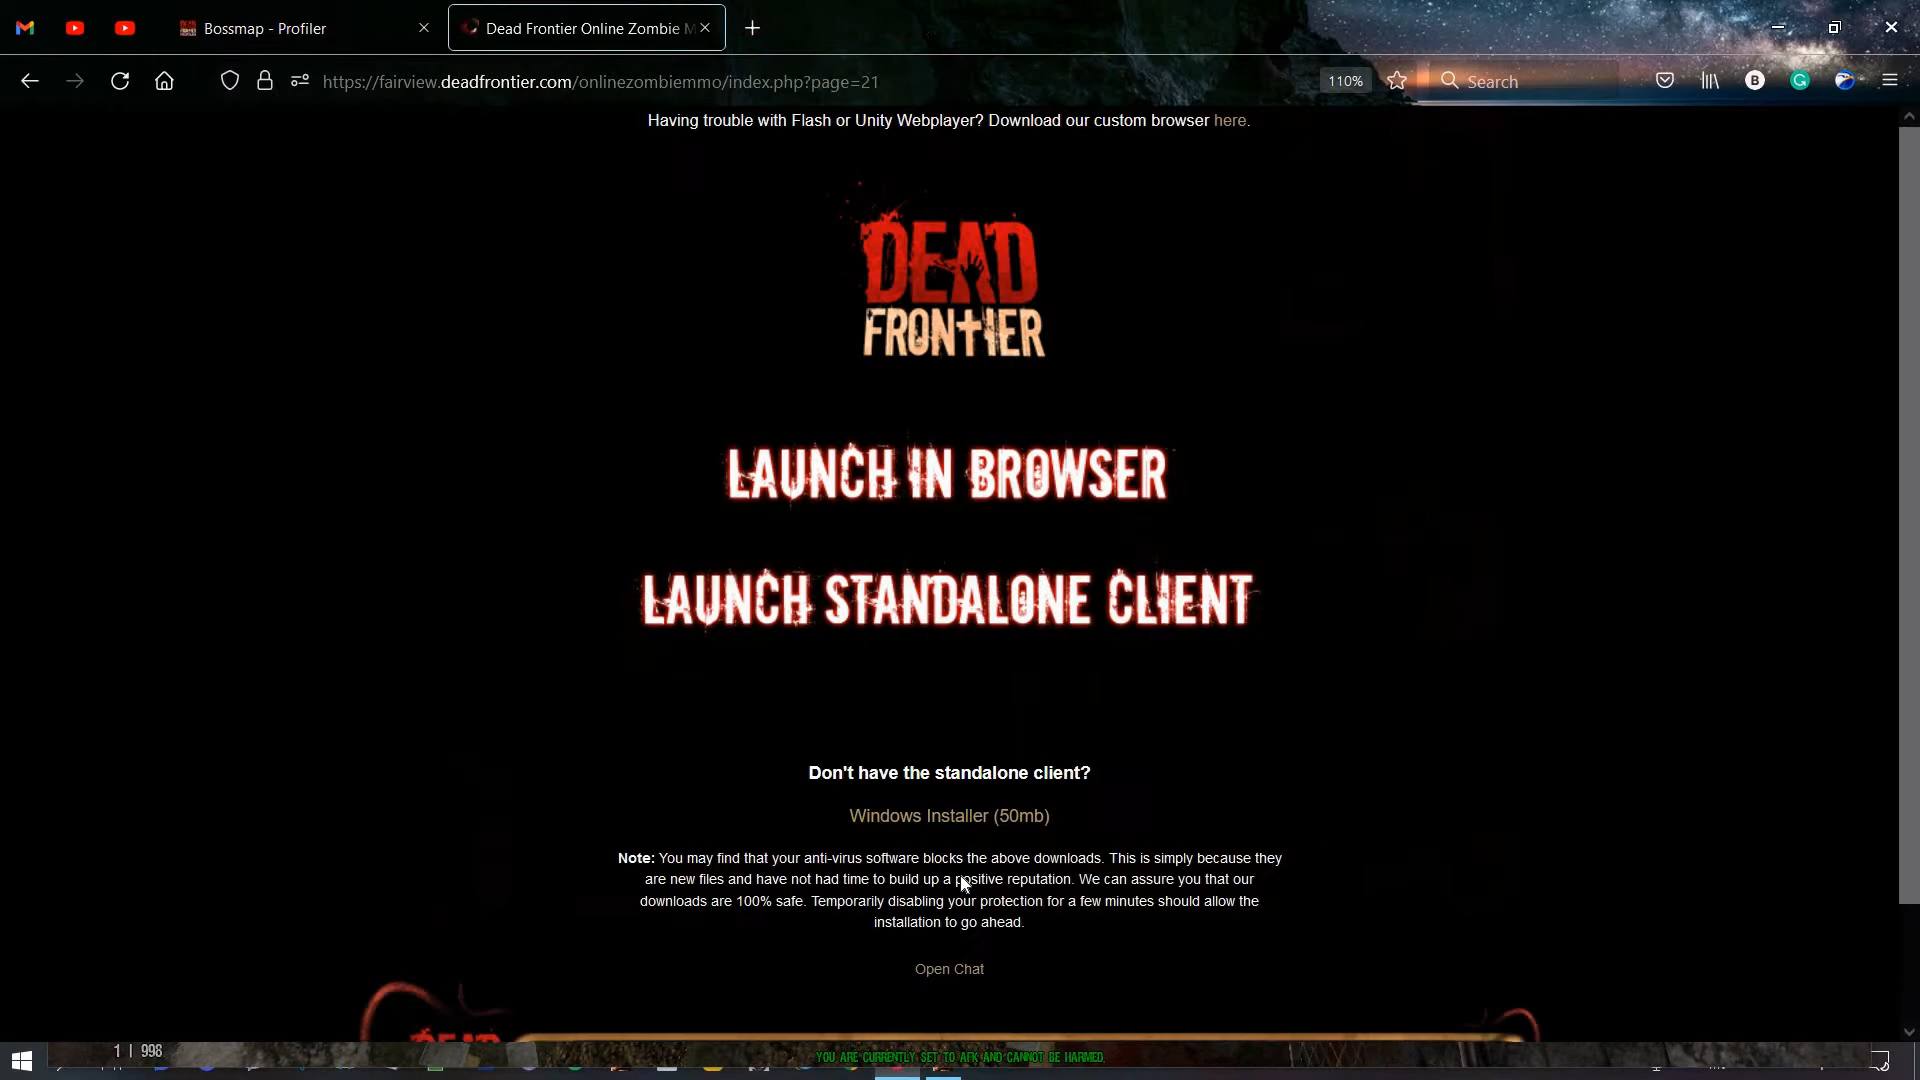 Bossmap - Profiler
Dead Frontier Online Zombie M
https://fairview.deadfrontier.com/onlinezombiemmo/index.php?page=21
110%
Search
B
G
Having trouble with Flash or Unity Webplayer? Download our custom browser here.
DEAD
FRONTIER
LAUNCH IN BROWSER
LAUNCH STANDALONE CLIENT
Don't have the standalone client?
Windows Installer (50mb)
Note: You may find that your anti-virus software blocks the above downloads. This is simply because they
are new files and have not had time to build up a positive reputation. We can assure you that our
downloads are 100% safe. Temporarily disabling your protection for a few minutes should allow the
installation to go ahead.
Open Chat
DEAD
1 | 998
YOU ARE CURRENTLY SET TO AFK AND CANNOT BE HARMED.